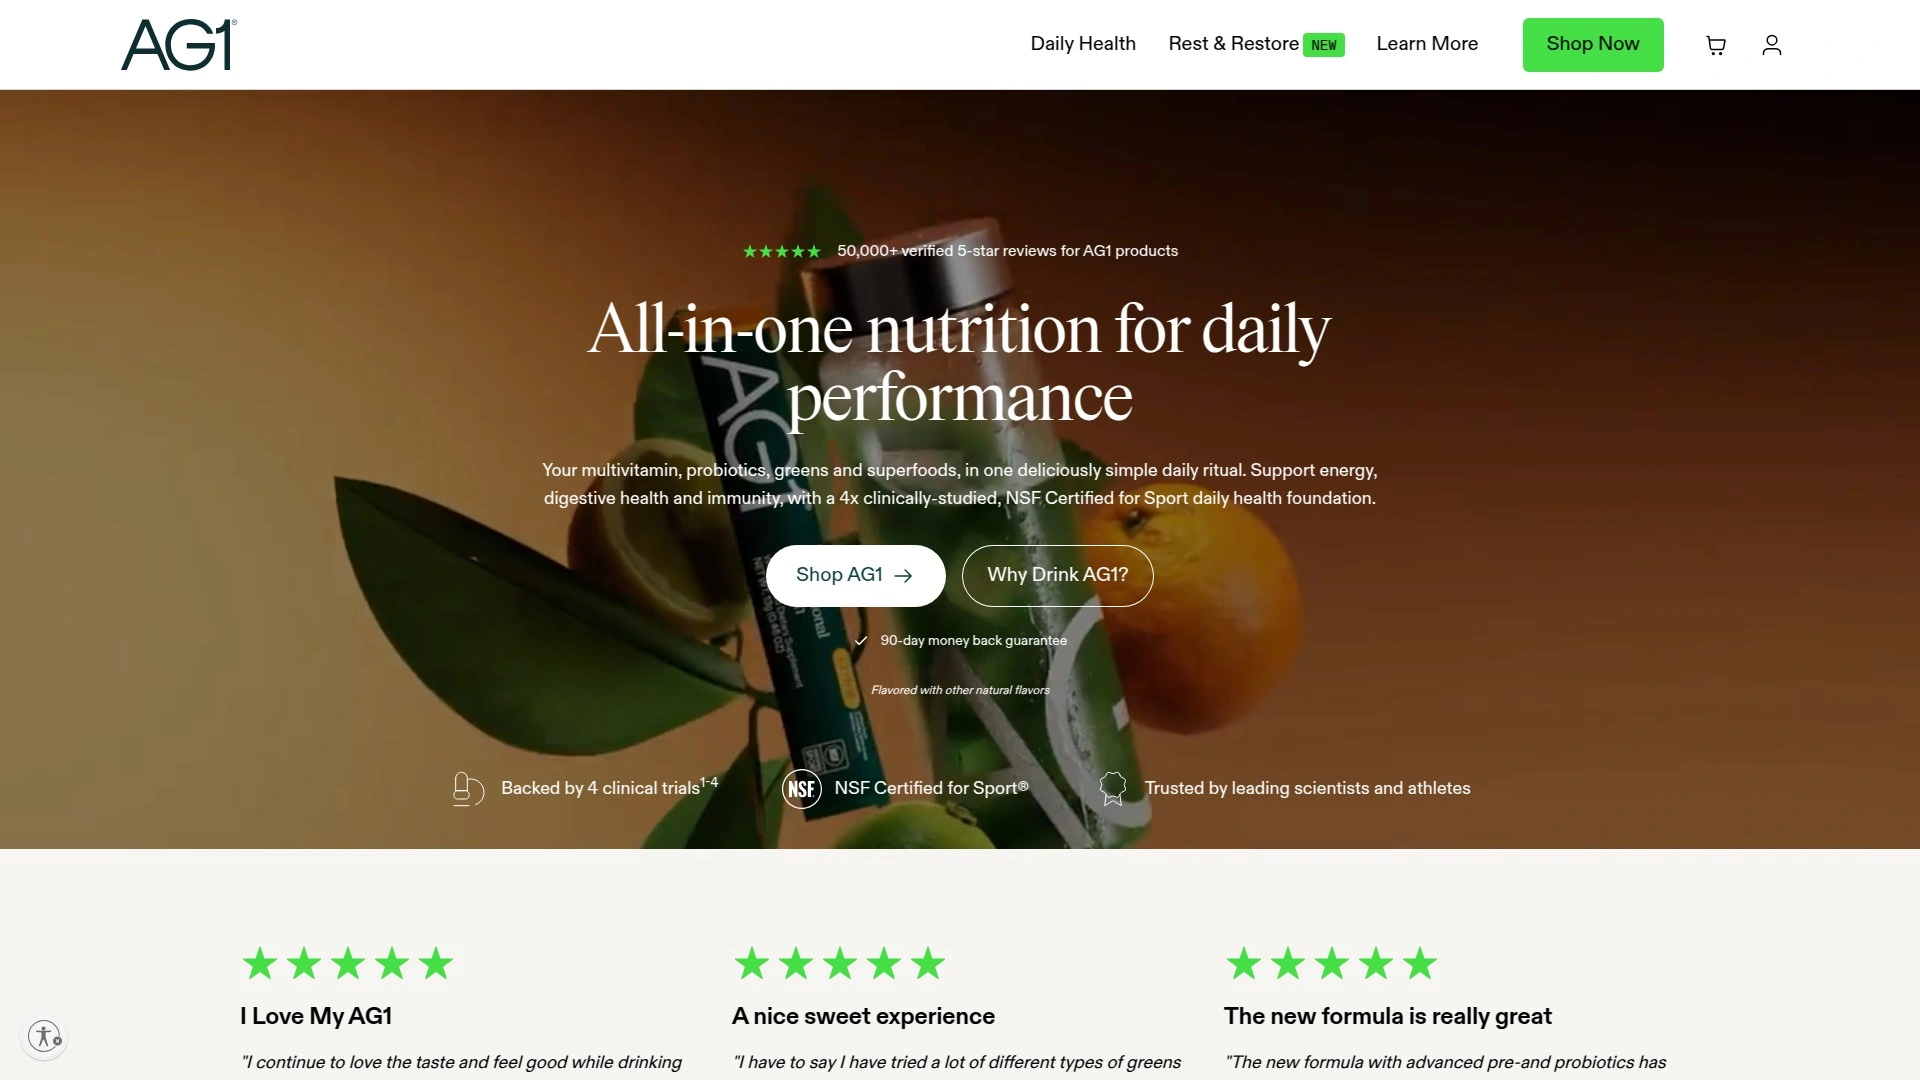 AG1®
Daily Health
Rest & Restore NEW
Learn More
Shop Now
50,000+ verified 5-star reviews for AG1 products
All-in-one nutrition for daily
performance
Your multivitamin, probiotics, greens and superfoods, in one deliciously simple daily ritual. Support energy,
digestive health and immunity, with a 4x clinically-studied, NSF Certified for Sport daily health foundation.
Shop AG1
Why Drink AG1?
90-day money back guarantee
Flavored with other natural flavors
AG1
Backed by 4 clinical trials1-4
NSF
NSF Certified for Sport®
Trusted by leading scientists and athletes
I Love My AG1
"I continue to love the taste and feel good while drinking
A nice sweet experience
"I have to say I have tried a lot of different types of greens
The new formula is really great
"The new formula with advanced pre-and probiotics has